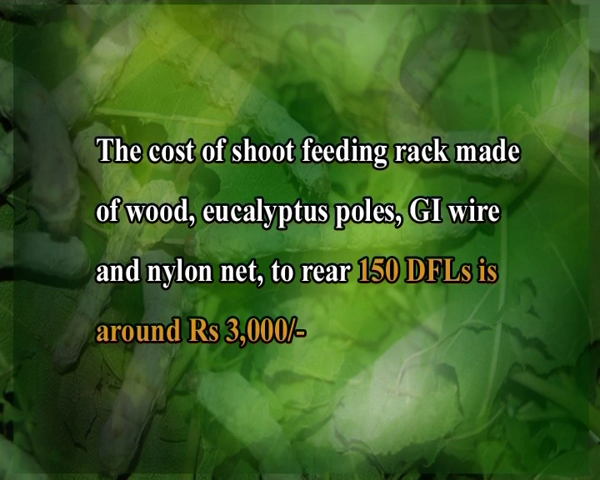 The cost of shoot feeding rack made
of wood, eucalyptus poles, GI wire
and nylon net, to rear 150 DFLs is
around Rs 3,000/-